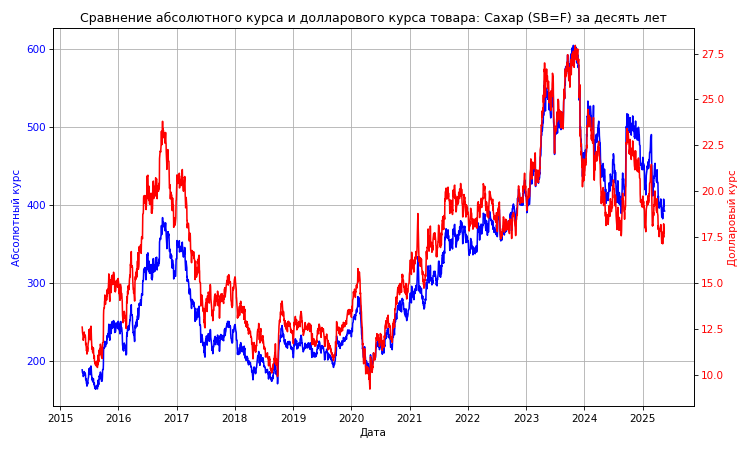 Сравнение абсолютного курса и долларового курса товара: Сахар (SB=F) за десять лет
Абсолютный курс
600
500
400
300
200
27.5
25.0
22.5
20.0
17.5
15.0
12.5
10.0
Долларовый курс
2015 2016 2017 2018 2019 2020 2021 2022 2023 2024 2025
Дата